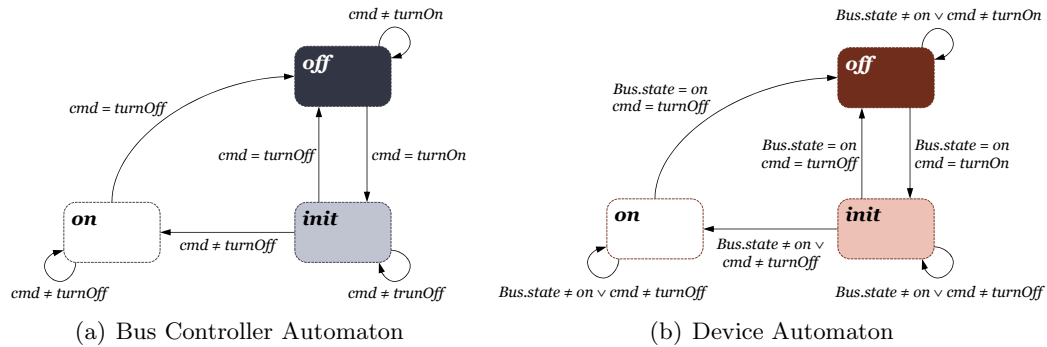 cmd ≠ turnOn
off
cmd = turnOff
cmd = turnOff
cmd = turnOn
on
init
cmd ≠ turnOff
cmd ≠ turnOff
cmd ≠ trunOff
(a) Bus Controller Automaton
Bus.state ≠ on ∨ cmd ≠ turnOn
off
Bus.state = on
cmd = turnOff
Bus.state = on
cmd = turnOff
Bus.state = on
cmd = turnOn
on
init
Bus.state ≠ on ∨
cmd ≠ turnOff
Bus.state ≠ on ∨ cmd ≠ turnOff
Bus.state ≠ on ∨ cmd ≠ turnOff
(b) Device Automaton